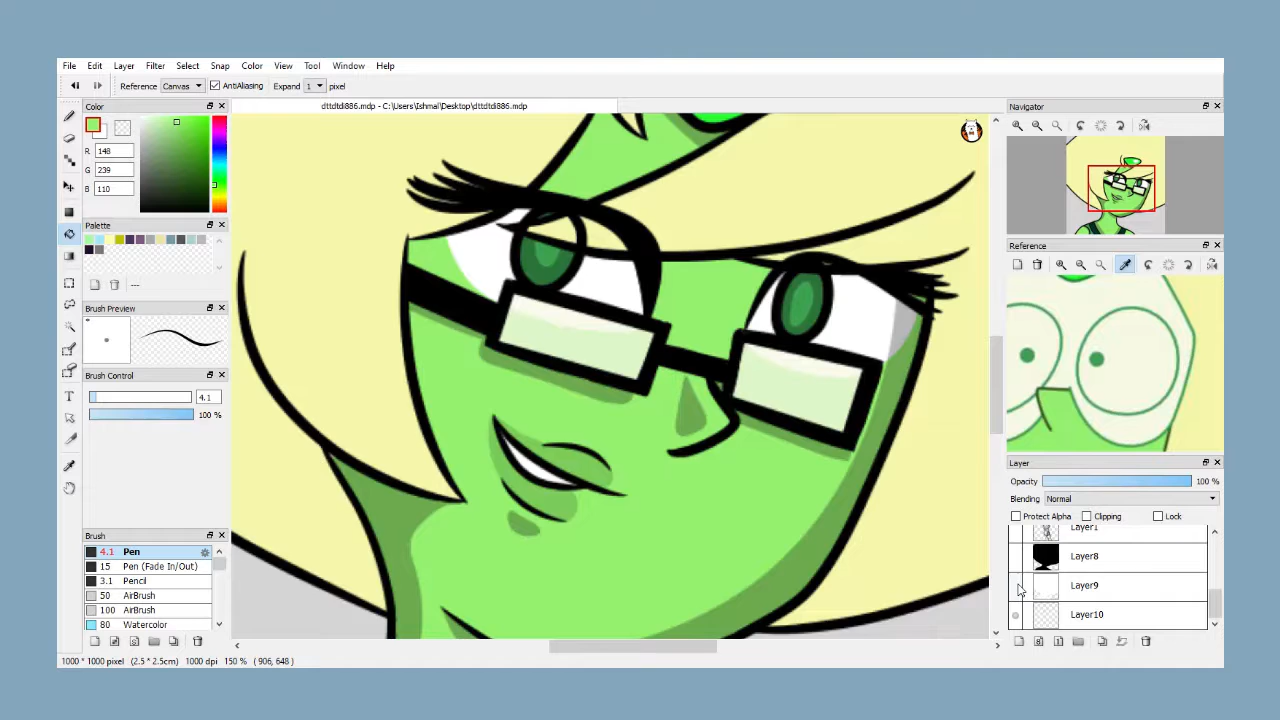 File Edit Layer Filter Select Snap Color View Tool Window Help
Reference Canvas AntiAliasing Expand 1 pixel
Color
dttdtdi886.mdp - C:\Users\Ishmal\Desktop\dttdtdi886.mdp
Navigator
R 148
G 239
B 110
Palette
Reference
Brush Preview
Brush Control
4.1
100 %
Layer
Opacity 100 %
Blending Normal
Protect Alpha Clipping Lock
Layer1
Layer8
Layer9
Layer10
Brush
4.1 Pen
15 Pen (Fade In/Out)
3.1 Pencil
50 AirBrush
100 AirBrush
80 Watercolor
1000 * 1000 pixel (2.5 * 2.5cm) 1000 dpi 150 % ( 906, 648 )